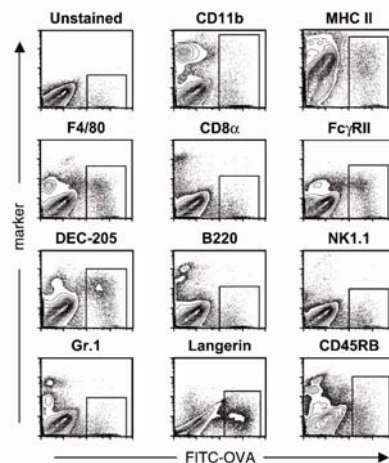 Unstained CD11b MHC II
F4/80 CD8α FcγRII
marker
DEC-205 B220 NK1.1
Gr.1 Langerin CD45RB
FITC-OVA